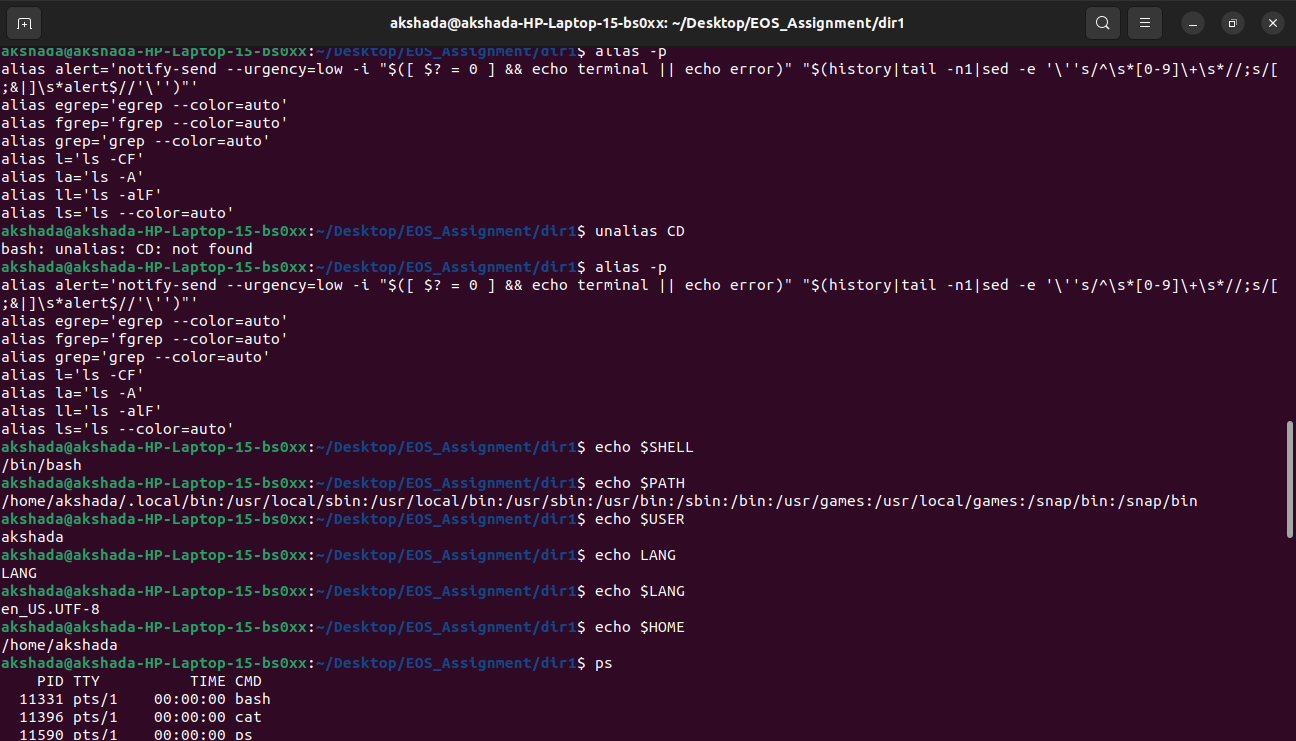 akshada@akshada-HP-Laptop-15-bs0xx: ~/Desktop/EOS_Assignment/dir1
akshada@akshada-HP-Laptop-15-bs0xx:~/Desktop/EOS_Assignment/dir1$ alias -p
alias alert='notify-send --urgency=low -i "$([ $? = 0 ] && echo terminal || echo error)" "$(history|tail -n1|sed -e '\''s/^\s*[0-9]\+\s*//;s/[
;&|]\s*alert$//'\'')"'
alias egrep='egrep --color=auto'
alias fgrep='fgrep --color=auto'
alias grep='grep --color=auto'
alias l='ls -CF'
alias la='ls -A'
alias ll='ls -alF'
alias ls='ls --color=auto'
akshada@akshada-HP-Laptop-15-bs0xx:~/Desktop/EOS_Assignment/dir1$ unalias CD
bash: unalias: CD: not found
akshada@akshada-HP-Laptop-15-bs0xx:~/Desktop/EOS_Assignment/dir1$ alias -p
alias alert='notify-send --urgency=low -i "$([ $? = 0 ] && echo terminal || echo error)" "$(history|tail -n1|sed -e '\''s/^\s*[0-9]\+\s*//;s/[
;&|]\s*alert$//'\'')"'
alias egrep='egrep --color=auto'
alias fgrep='fgrep --color=auto'
alias grep='grep --color=auto'
alias l='ls -CF'
alias la='ls -A'
alias ll='ls -alF'
alias ls='ls --color=auto'
akshada@akshada-HP-Laptop-15-bs0xx:~/Desktop/EOS_Assignment/dir1$ echo $SHELL
/bin/bash
akshada@akshada-HP-Laptop-15-bs0xx:~/Desktop/EOS_Assignment/dir1$ echo $PATH
/home/akshada/.local/bin:/usr/local/sbin:/usr/local/bin:/usr/sbin:/usr/bin:/sbin:/bin:/usr/games:/usr/local/games:/snap/bin:/snap/bin
akshada@akshada-HP-Laptop-15-bs0xx:~/Desktop/EOS_Assignment/dir1$ echo $USER
akshada
akshada@akshada-HP-Laptop-15-bs0xx:~/Desktop/EOS_Assignment/dir1$ echo LANG
LANG
akshada@akshada-HP-Laptop-15-bs0xx:~/Desktop/EOS_Assignment/dir1$ echo $LANG
en_US.UTF-8
akshada@akshada-HP-Laptop-15-bs0xx:~/Desktop/EOS_Assignment/dir1$ echo $HOME
/home/akshada
akshada@akshada-HP-Laptop-15-bs0xx:~/Desktop/EOS_Assignment/dir1$ ps
    PID TTY          TIME CMD
  11331 pts/1    00:00:00 bash
  11396 pts/1    00:00:00 cat
  11590 pts/1    00:00:00 ps